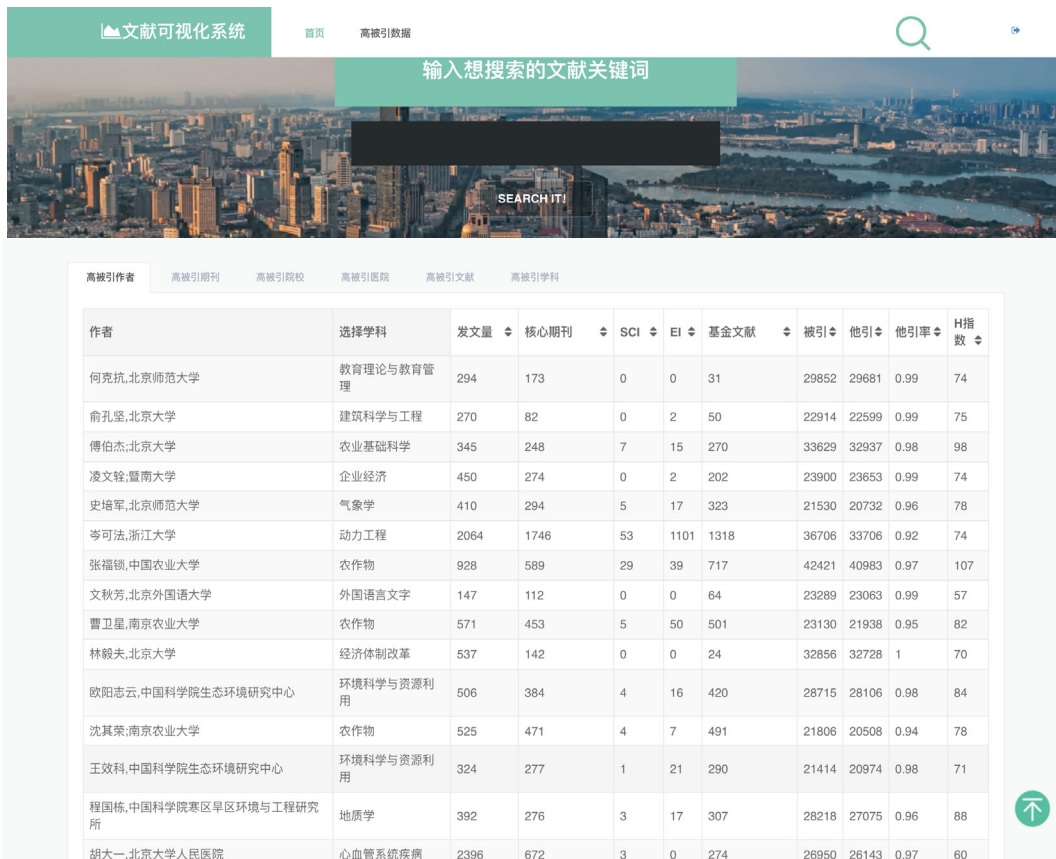 文献可视化系统 首页 高被引数据
输入想搜索的文献关键词
SEARCH IT!
高被引作者 高被引期刊 高被引院校 高被引医院 高被引文献 高被引学科
作者 选择学科 发文量 核心期刊 SCI EI 基金文献 被引 他引 他引率 H指
数
何克抗,北京师范大学 教育理论与教育管
理 294 173 0 0 31 29852 29681 0.99 74
俞孔坚,北京大学 建筑科学与工程 270 82 0 2 50 22914 22599 0.99 75
傅伯杰;北京大学 农业基础科学 345 248 7 15 270 33629 32937 0.98 98
凌文辁;暨南大学 企业经济 450 274 0 2 202 23900 23653 0.99 74
史培军,北京师范大学 气象学 410 294 5 17 323 21530 20732 0.96 78
岑可法,浙江大学 动力工程 2064 1746 53 1101 1318 36706 33706 0.92 74
张福锁,中国农业大学 农作物 928 589 29 39 717 42421 40983 0.97 107
文秋芳,北京外国语大学 外国语言文字 147 112 0 0 64 23289 23063 0.99 57
曹卫星,南京农业大学 农作物 571 453 5 50 501 23130 21938 0.95 82
林毅夫,北京大学 经济体制改革 537 142 0 0 24 32856 32728 1 70
欧阳志云,中国科学院生态环境研究中心 环境科学与资源利
用 506 384 4 16 420 28715 28106 0.98 84
沈其荣;南京农业大学 农作物 525 471 4 7 491 21806 20508 0.94 78
王效科,中国科学院生态环境研究中心 环境科学与资源利
用 324 277 1 21 290 21414 20974 0.98 71
程国栋,中国科学院寒区旱区环境与工程研究
所 地质学 392 276 3 17 307 28218 27075 0.96 88
胡大一,北京大学人民医院 心血管系统疾病 2396 672 3 0 274 26950 26143 0.97 60